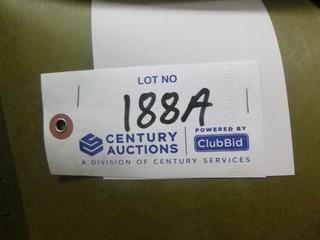 LOT NO
188A
CENTURY AUCTIONS
POWERED BY
ClubBid
A DIVISION OF CENTURY SERVICES